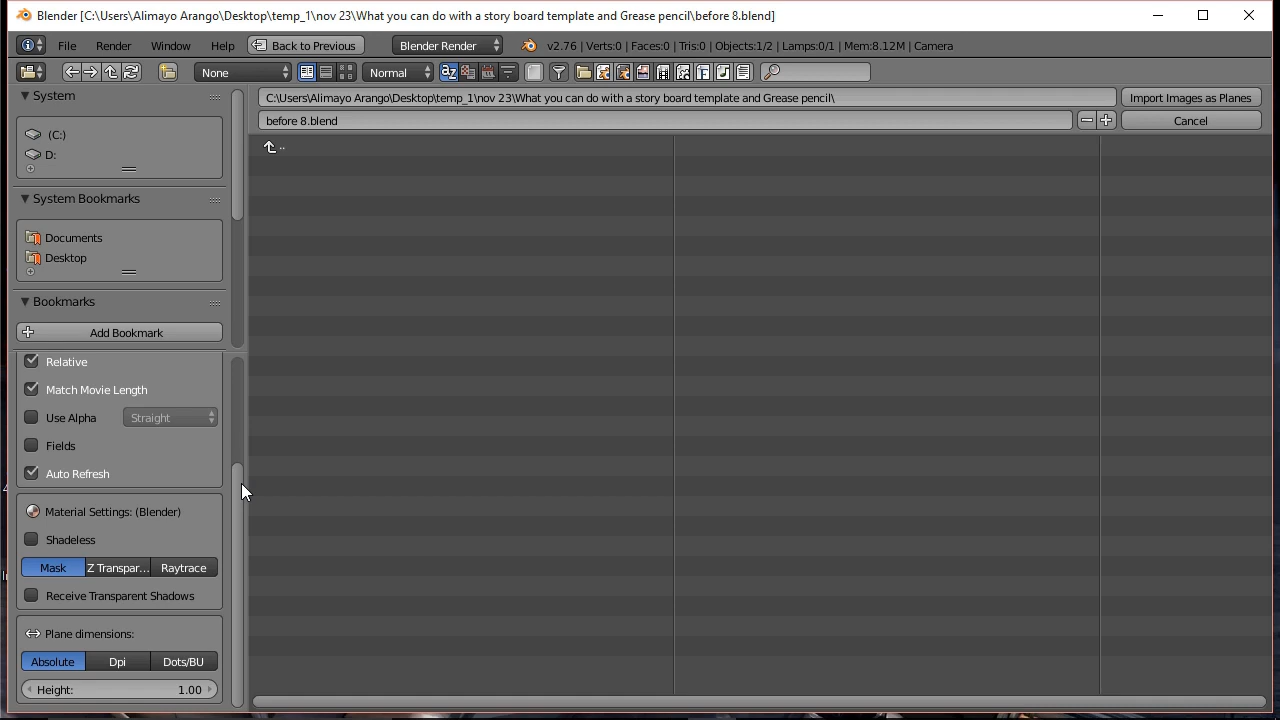 Blender [C:\Users\Alimayo Arango\Desktop\temp_1\nov 23\What you can do with a story board template and Grease pencil\before 8.blend]
File Render Window Help Back to Previous Blender Render v2.76 | Verts:0 | Faces:0 | Tris:0 | Objects:1/2 | Lamps:0/1 | Mem:8.12M | Camera
None Normal
System
C:\Users\Alimayo Arango\Desktop\temp_1\nov 23\What you can do with a story board template and Grease pencil\ Import Images as Planes
before 8.blend Cancel
(C:)
..
D:
System Bookmarks
Documents
Desktop
Bookmarks
Add Bookmark
Relative
Match Movie Length
Use Alpha Straight
Fields
Auto Refresh
Material Settings: (Blender)
Shadeless
Mask Z Transpar... Raytrace
Receive Transparent Shadows
Plane dimensions:
Absolute Dpi Dots/BU
Height: 1.00